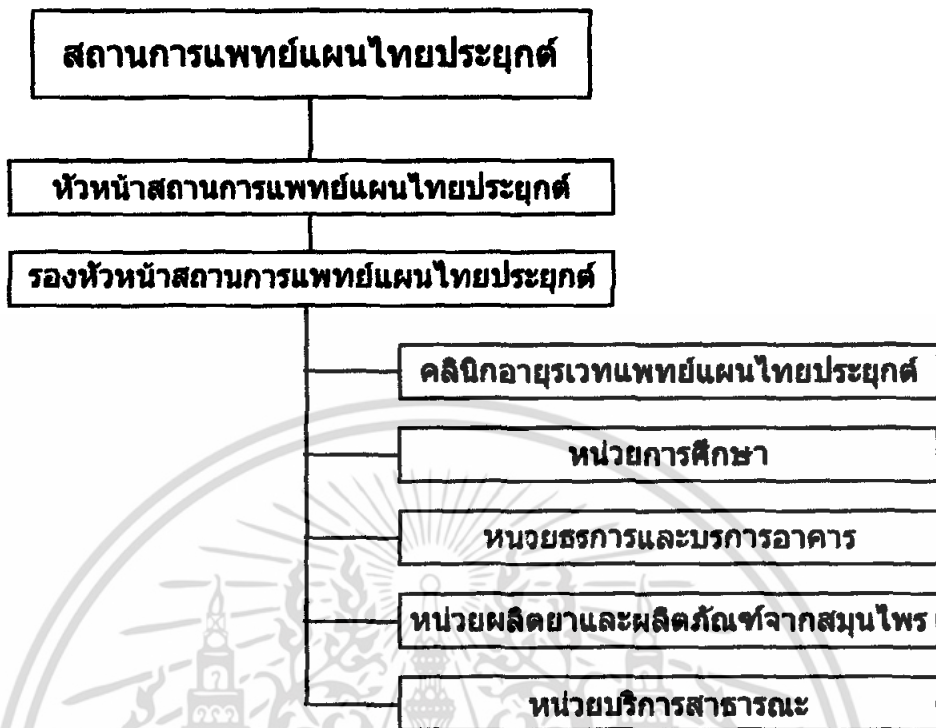 สถานการแพทย์แผนไทยประยุกต์
หัวหน้าสถานการแพทย์แผนไทยประยุกต์
รองหัวหน้าสถานการแพทย์แผนไทยประยุกต์
คลินิกอายุรเวทแพทย์แผนไทยประยุกต์
หน่วยการศึกษา
หนวยธรการและบรการอาคาร
หน่วยผลิตยาและผลิตภัณฑ์จากสมุนไพร
หน่วยบริการสาธารณะ